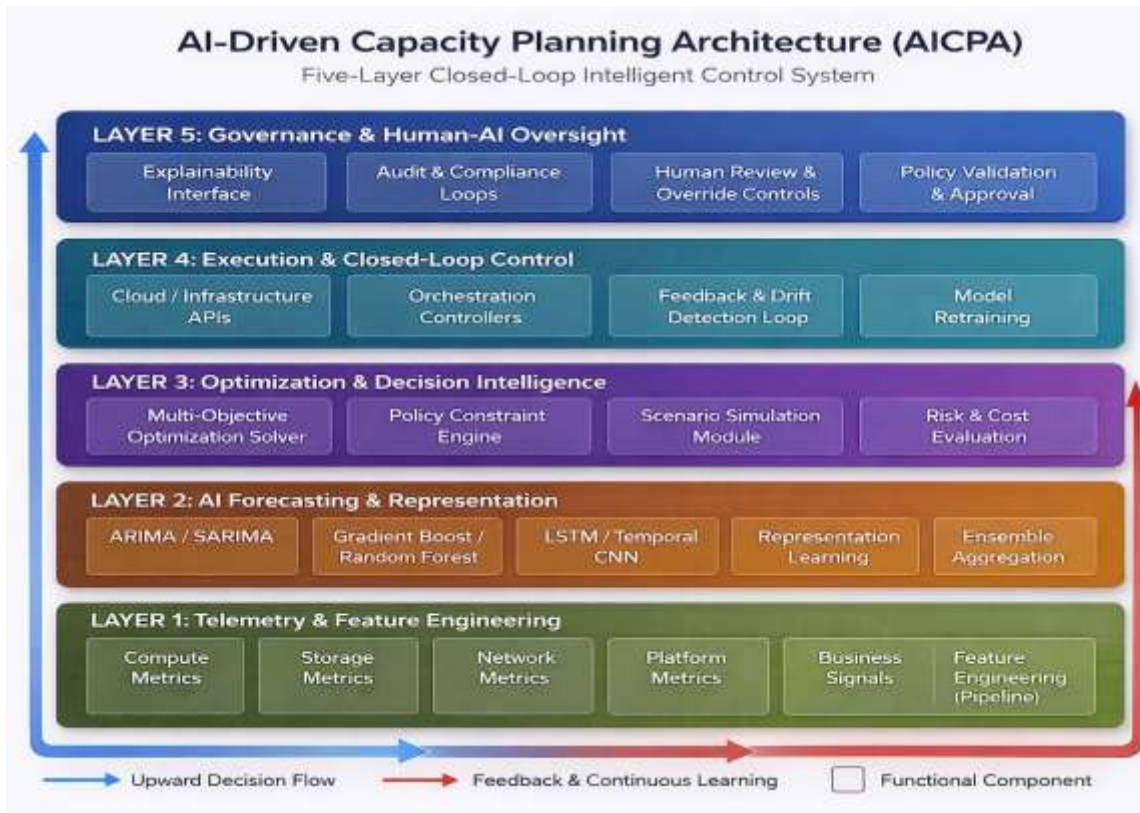 AI-Driven Capacity Planning Architecture (AICPA)
Five-Layer Closed-Loop Intelligent Control System
LAYER 5: Governance & Human-AI Oversight
Explainability
Interface
Audit & Compliance
Loops
Human Review &
Override Controls
Policy Validation
& Approval
LAYER 4: Execution & Closed-Loop Control
Cloud / Infrastructure
APIs
Orchestration
Controllers
Feedback & Drift
Detection Loop
Model
Retraining
LAYER 3: Optimization & Decision Intelligence
Multi-Objective
Optimization Solver
Policy Constraint
Engine
Scenario Simulation
Module
Risk & Cost
Evaluation
LAYER 2: AI Forecasting & Representation
ARIMA / SARIMA
Gradient Boost /
Random Forest
LSTM / Temporal
CNN
Representation
Learning
Ensemble
Aggregation
LAYER 1: Telemetry & Feature Engineering
Compute
Metrics
Storage
Metrics
Network
Metrics
Platform
Metrics
Business
Signals
Feature
Engineering
(Pipeline)
Upward Decision Flow
Feedback & Continuous Learning
Functional Component